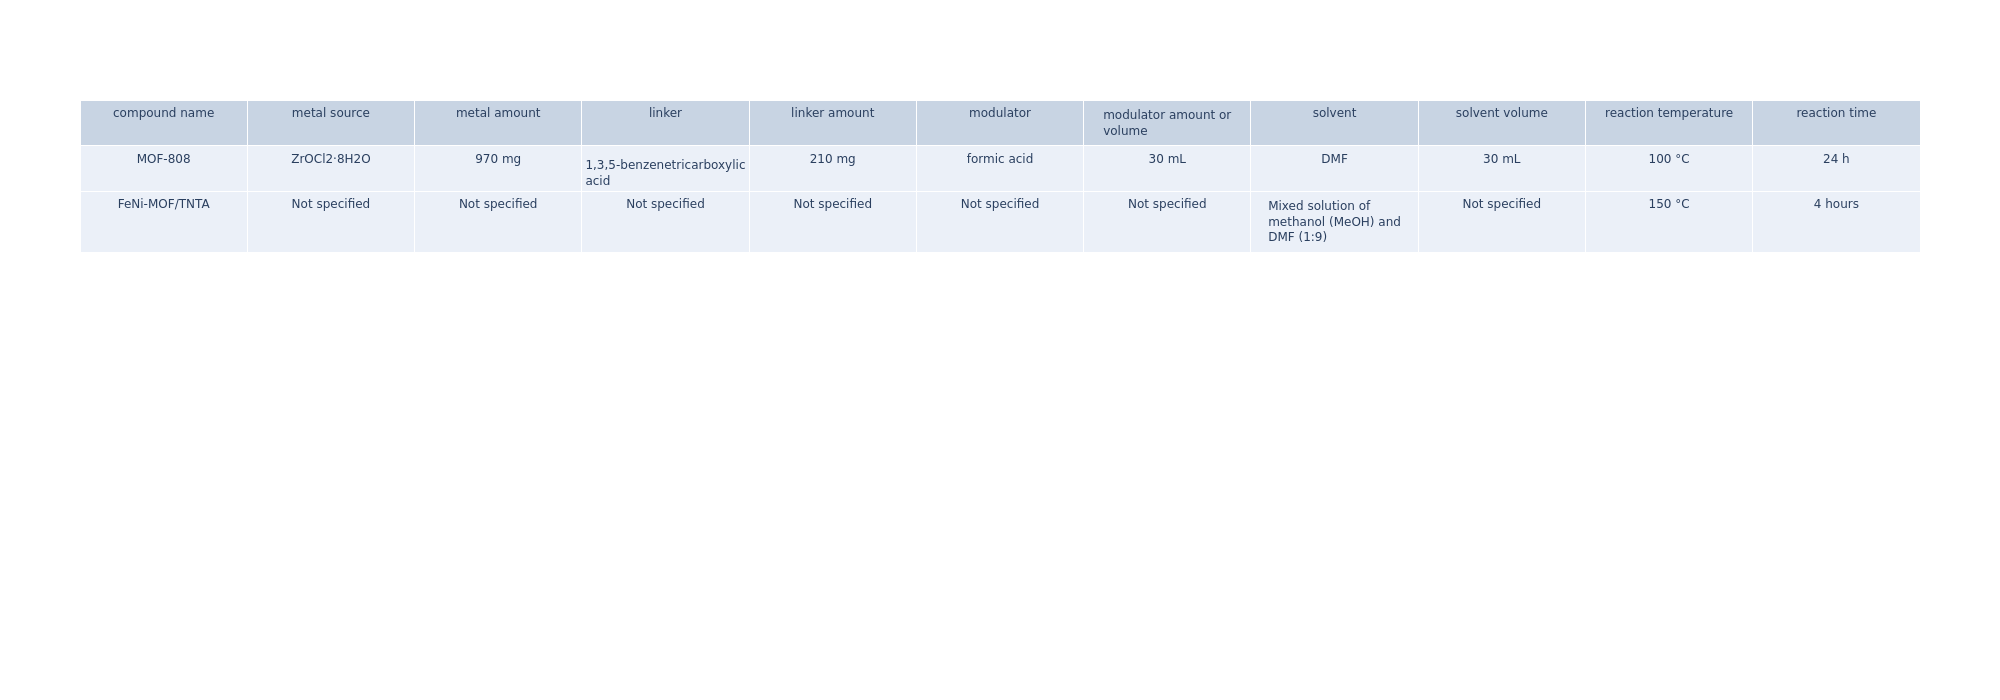 compound name
metal source
metal amount
linker
linker amount
modulator
modulator amount or
volume
solvent
solvent volume
reaction temperature
reaction time
MOF-808
ZrOCl2·8H2O
970 mg
1,3,5-benzenetricarboxylic
acid
210 mg
formic acid
30 mL
DMF
30 mL
100 °C
24 h
FeNi-MOF/TNTA
Not specified
Not specified
Not specified
Not specified
Not specified
Not specified
Mixed solution of
methanol (MeOH) and
DMF (1:9)
Not specified
150 °C
4 hours